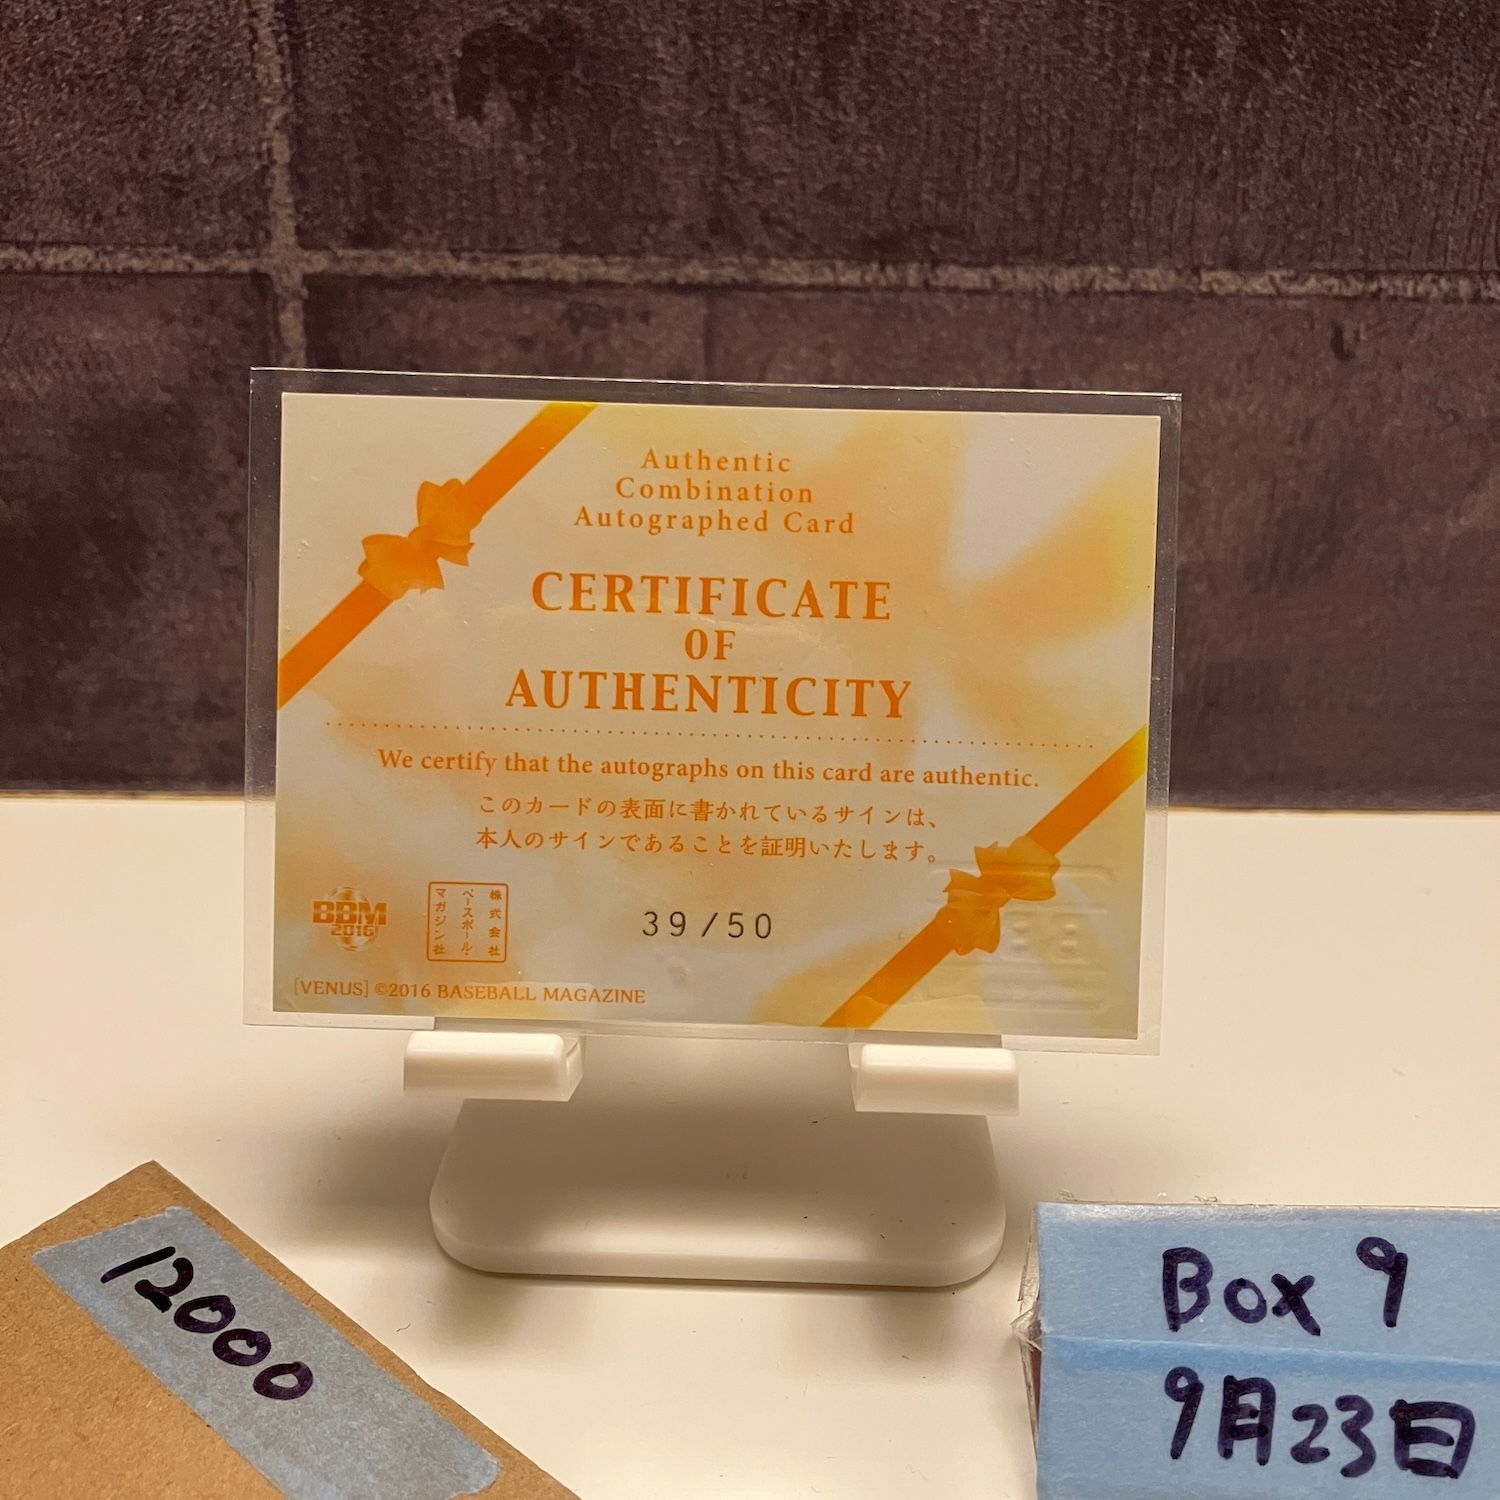 Authentic
Combination
Autographed Card
CERTIFICATE
OF
AUTHENTICITY
We certify that the autographs on this card are authentic.
このカードの表面に書かれているサインは、
本人のサインであることを証明いたします。
BBM
2016
株式会社
ベースボール・
マガジン社
39/50
[VENUS] ©2016 BASEBALL MAGAZINE
12000
Box 9
9月23日